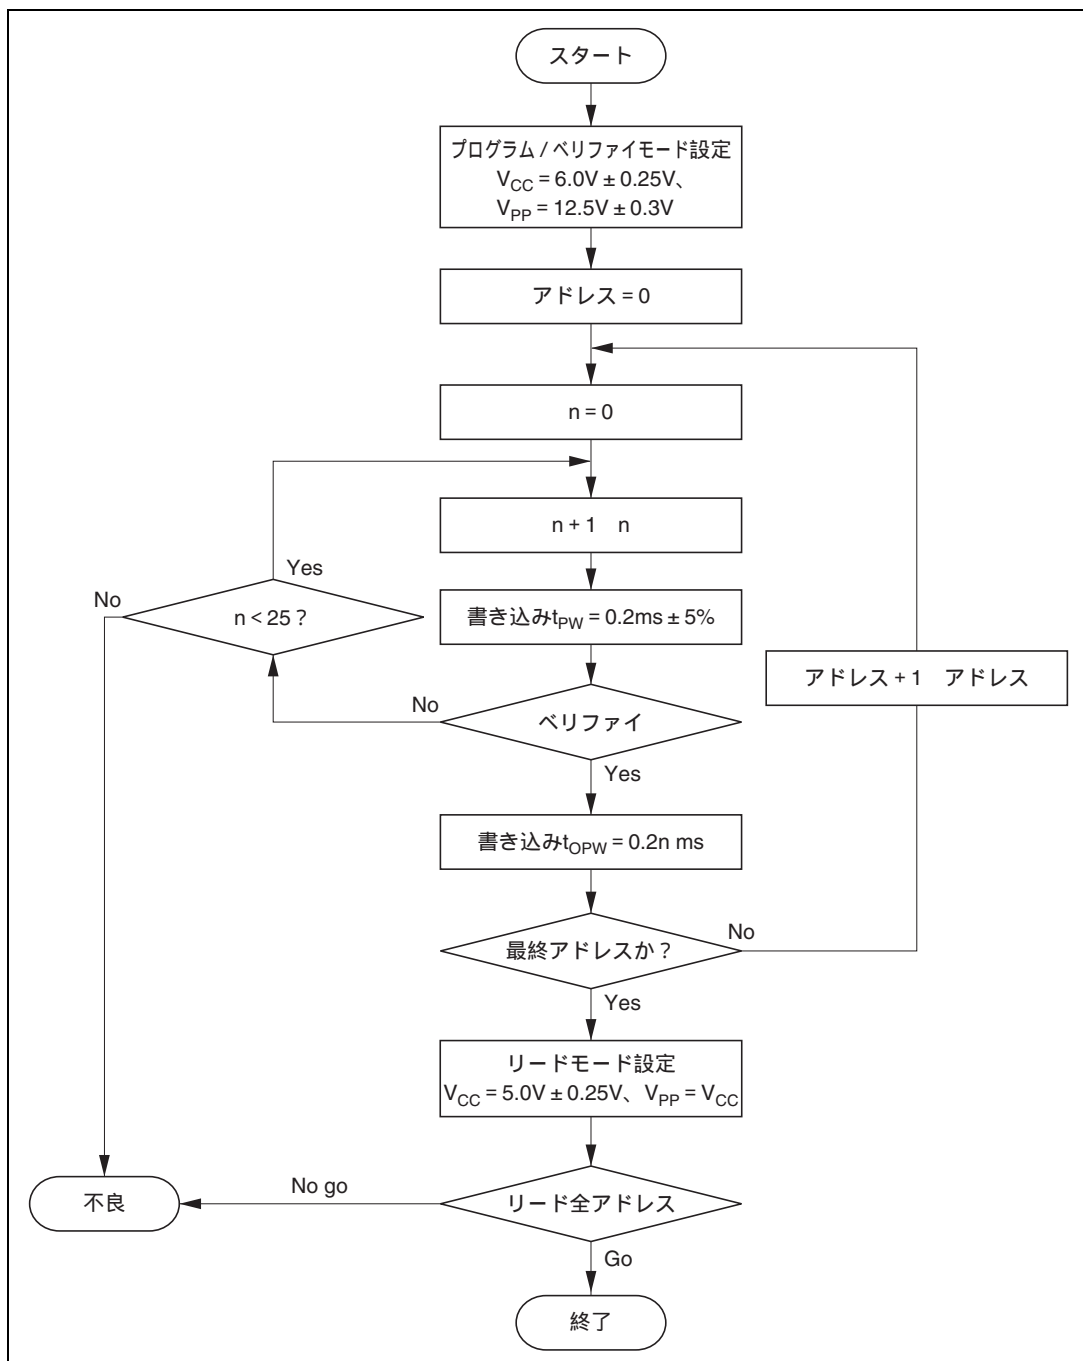 スタート
プログラム / ベリファイモード設定
VCC = 6.0V ± 0.25V、
VPP = 12.5V ± 0.3V
アドレス = 0
n = 0
n + 1　n
Yes
No
n < 25 ?
書き込みtPW = 0.2ms ± 5%
アドレス + 1　アドレス
No
ベリファイ
Yes
書き込みtOPW = 0.2n ms
No
最終アドレスか ?
Yes
リードモード設定
VCC = 5.0V ± 0.25V、VPP = VCC
不良
No go
リード全アドレス
Go
終了